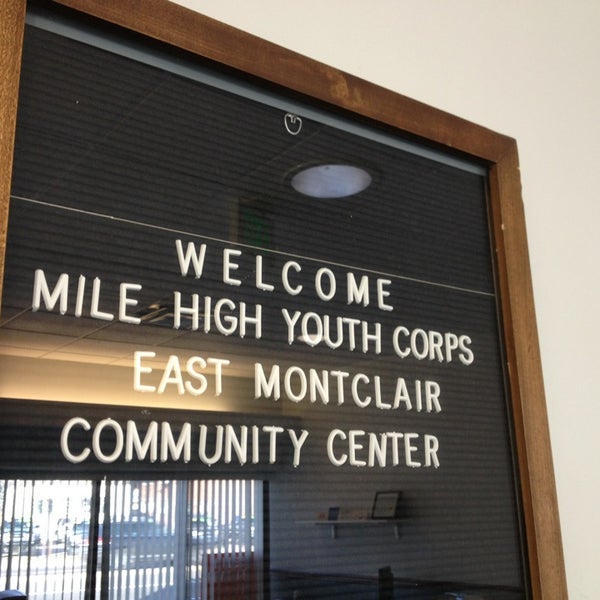 WELCOME
MILE HIGH YOUTH CORPS
EAST MONTCLAIR
COMMUNITY CENTER